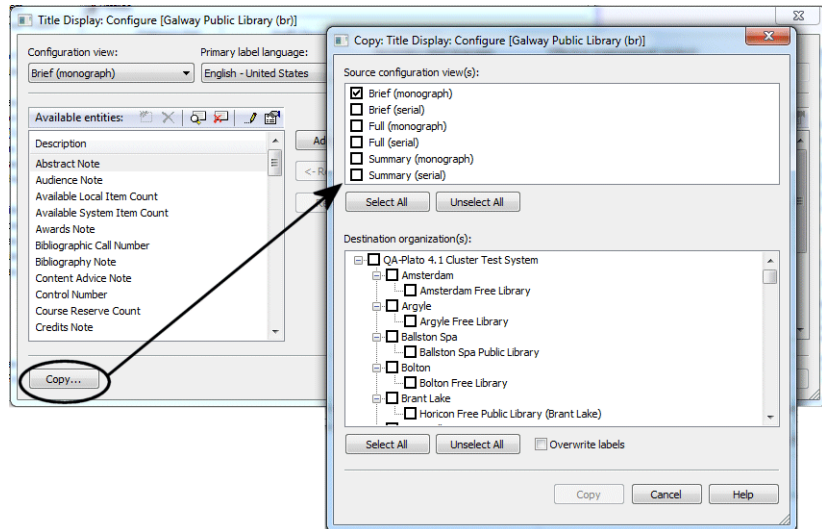 Title Display: Configure [Galway Public Library (br)]
Configuration view:
Primary label language:
Brief (monograph)
English - United States
Available entities:
Description
Abstract Note
Audience Note
Available Local Item Count
Available System Item Count
Awards Note
Bibliographic Call Number
Bibliography Note
Content Advice Note
Control Number
Course Reserve Count
Credits Note
Ad
Copy...
Copy: Title Display: Configure [Galway Public Library (br)]
Source configuration view(s):
Brief (monograph)
Brief (serial)
Full (monograph)
Full (serial)
Summary (monograph)
Summary (serial)
Select All
Unselect All
Destination organization(s):
QA-Plato 4.1 Cluster Test System
Amsterdam
Amsterdam Free Library
Argyle
Argyle Free Library
Ballston Spa
Ballston Spa Public Library
Bolton
Bolton Free Library
Brant Lake
Horicon Free Public Library (Brant Lake)
Select All
Unselect All
Overwrite labels
Copy
Cancel
Help